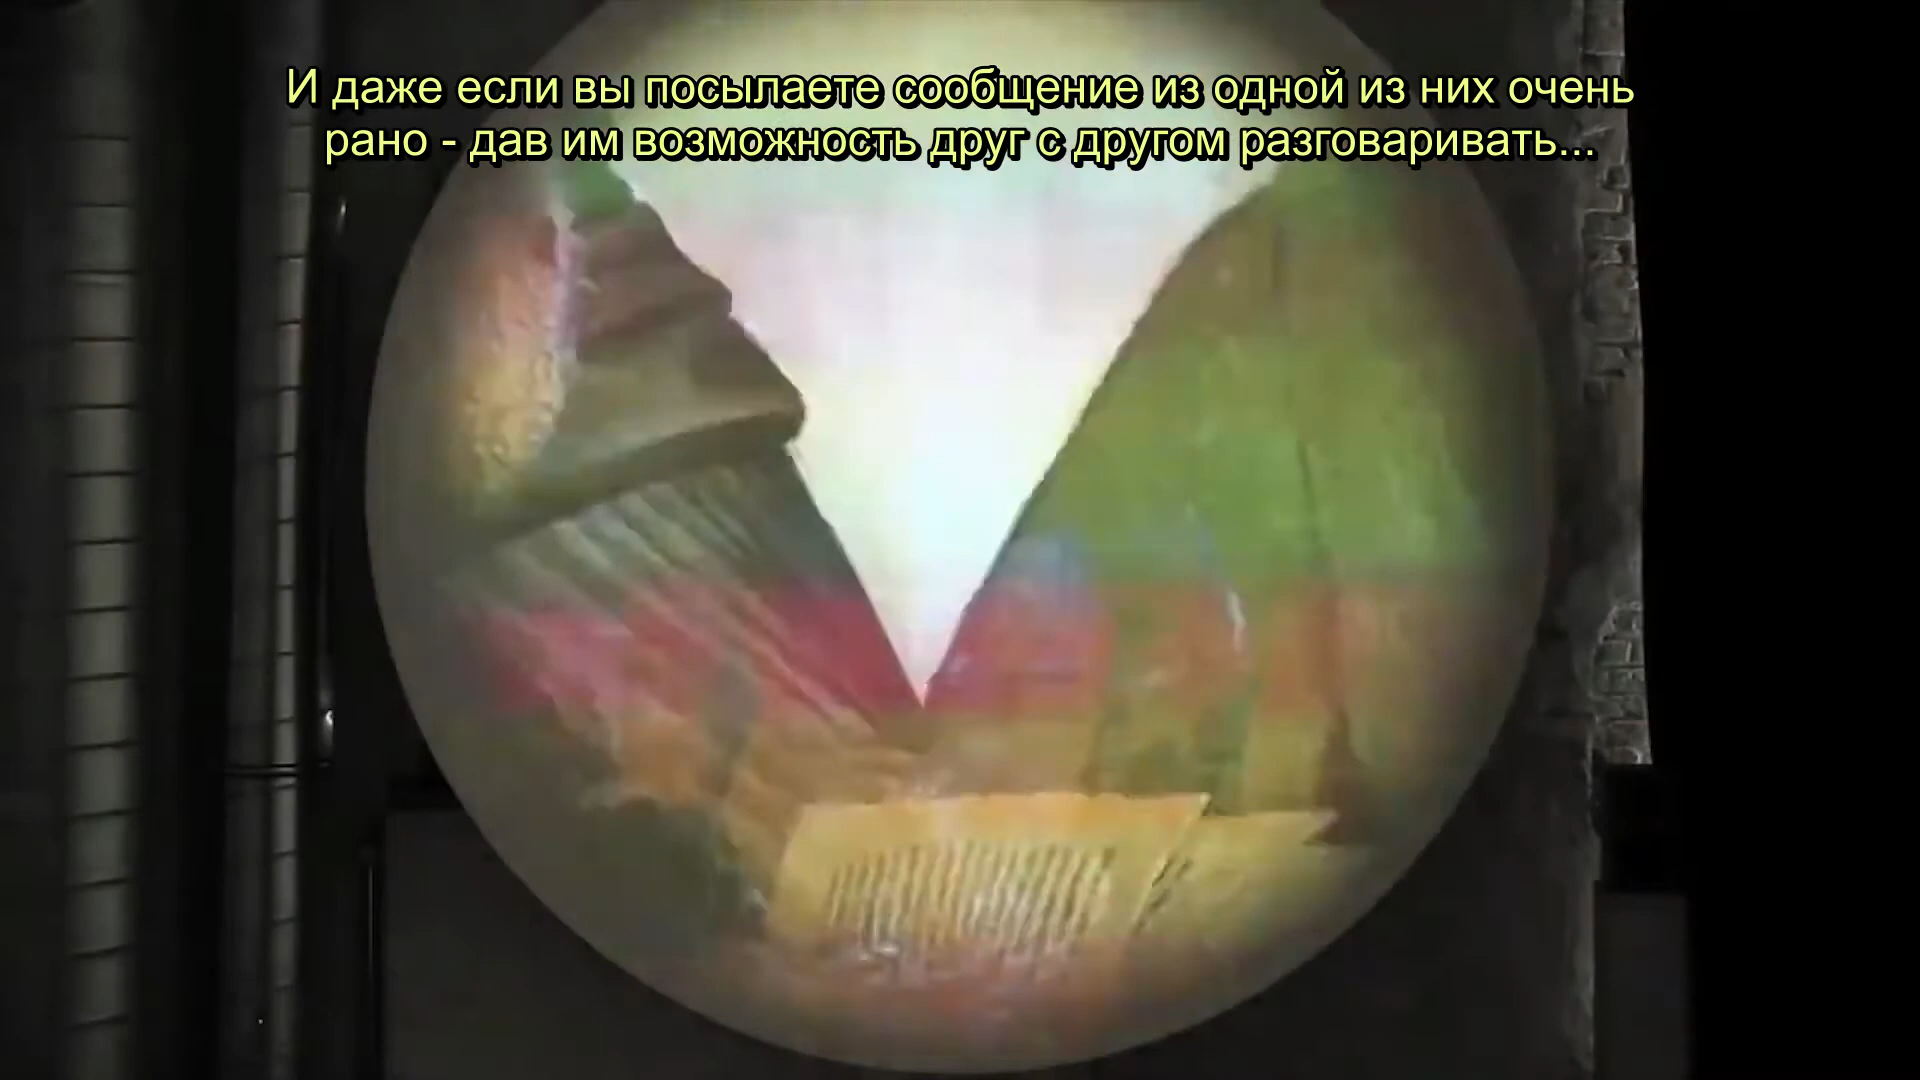 И даже если вы посылаете сообщение из одной из них очень
рано - дав им возможность друг с другом разговаривать...